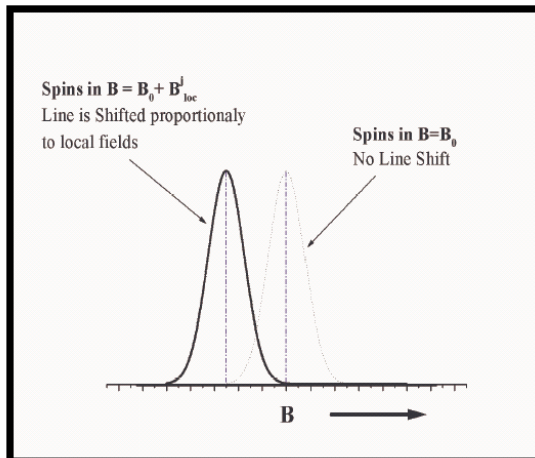 Spins in B = B₀ + Bʲₗₒc
Line is Shifted proportionaly
to local fields
Spins in B=B₀
No Line Shift
B